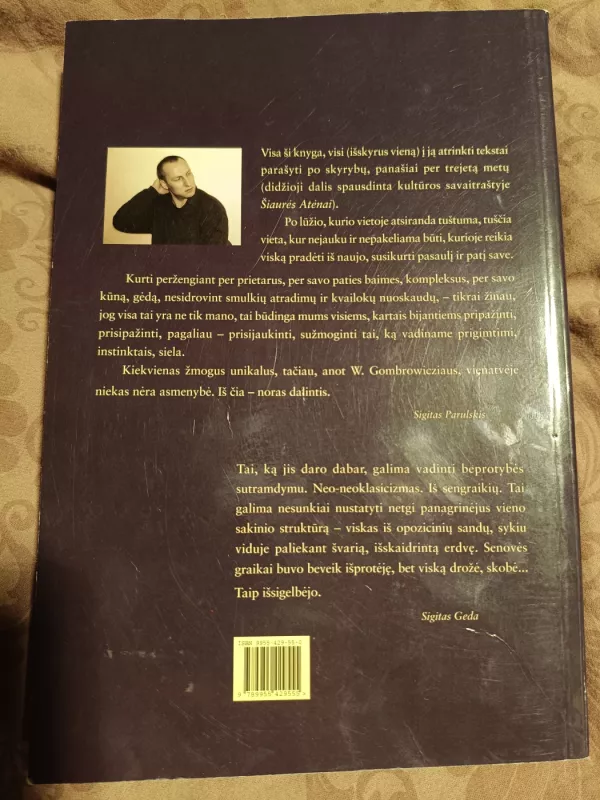 Visa ši knyga, visi (išskyrus vieną) į ją atrinkti tekstai
parašyti po skyrybų, panašiai per trejetą metų
(didžioji dalis spausdinta kultūros savaitraštyje
Šiaurės Atėnai).
Po lūžio, kurio vietoje atsiranda tuštuma, tuščia
vieta, kur nejauku ir nepakeliama būti, kurioje reikia
viską pradėti iš naujo, susikurti pasaulį ir patį save.
Kurti peržengiant per prietarus, per savo paties baimes, kompleksus, per savo
kūną, gėdą, nesidrovint smulkių atradimų ir kvailokų nuoskaudų, – tikrai žinau,
jog visa tai yra ne tik mano, tai būdinga mums visiems, kartais bijantiems pripažinti,
prisipažinti, pagaliau – prisijaukinti, sužmoginti tai, ką vadiname prigimtimi,
instinktais, siela.
Kiekvienas žmogus unikalus, tačiau, anot W. Gombrowicziaus, vienatvėje
niekas nėra asmenybė. Iš čia – noras dalintis.
Sigitas Parulskis
Tai, ką jis daro dabar, galima vadinti beprotybės
sutramdymu. Neo-neoklasicizmas. Iš sengraikių. Tai
galima nesunkiai nustatyti netgi panagrinėjus vieno
sakinio struktūrą – viskas iš opozicinių sandų, sykiu
viduje paliekant švarią, išskaidrintą erdvę. Senovės
graikai buvo beveik išprotėję, bet viską drožė, skobė...
Taip išsigelbėjo.
Sigitas Geda
ISBN 9955-429-55-2
9 789955 429555